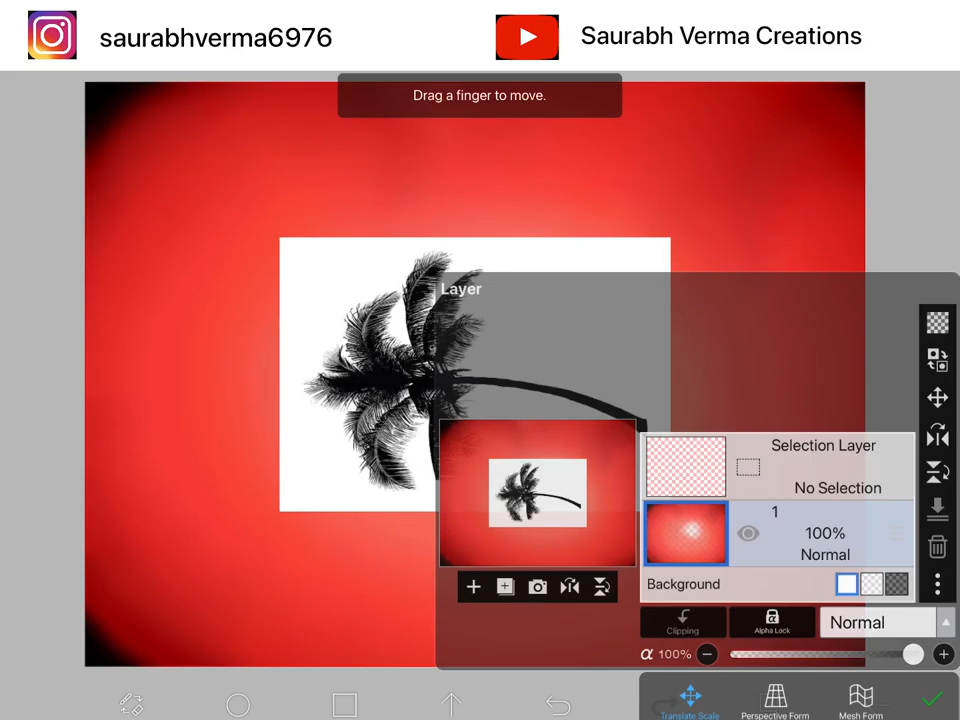 saurabhverma6976
Saurabh Verma Creations
Drag a finger to move.
Layer
Selection Layer
No Selection
1
100%
Normal
Background
Clipping
Alpha Lock
Normal
α 100%
Translate Scale
Perspective Form
Mesh Form